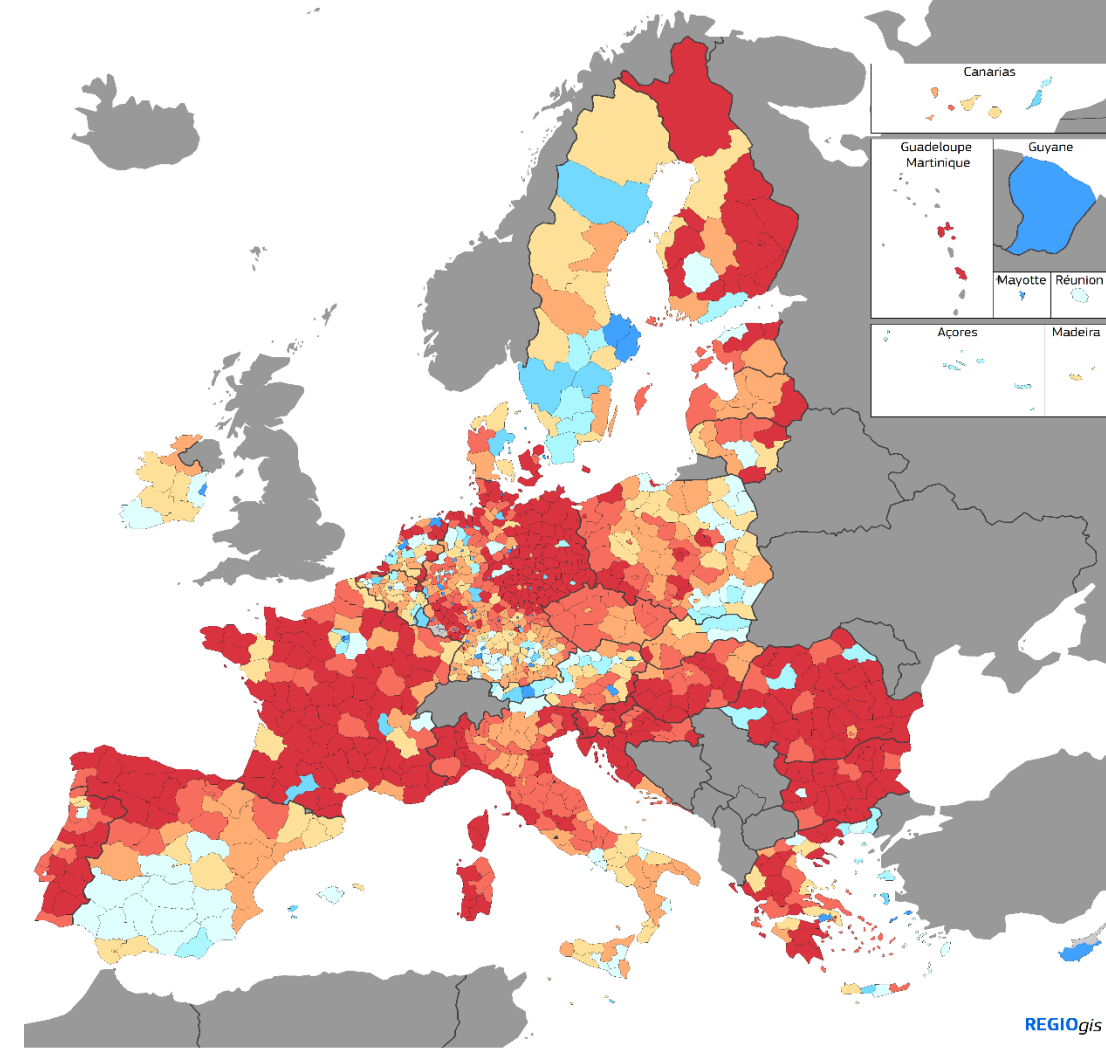 Canarias
Guadeloupe
Martinique
Guyane
Mayotte
Réunion
Açores
Madeira
REGIOgis